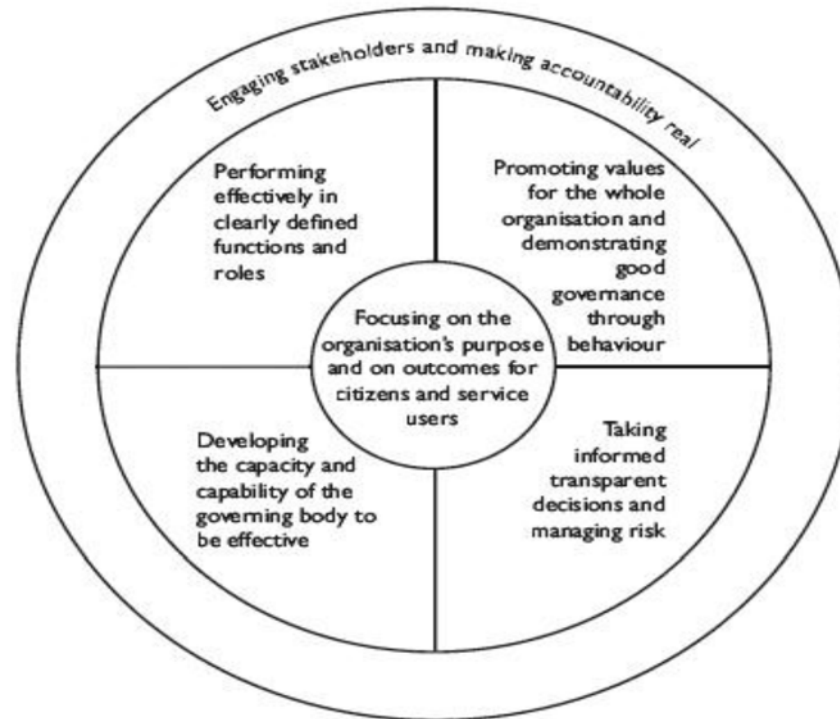 Engaging stakeholders and making accountability real
Performing
effectively in
clearly defined
functions and
roles
Promoting values
for the whole
organisation and
demonstrating
good
governance
through
behaviour
Focusing on the
organisation's purpose
and on outcomes for
citizens and service
users
Developing
the capacity and
capability of the
governing body to
be effective
Taking
informed
transparent
decisions and
managing risk